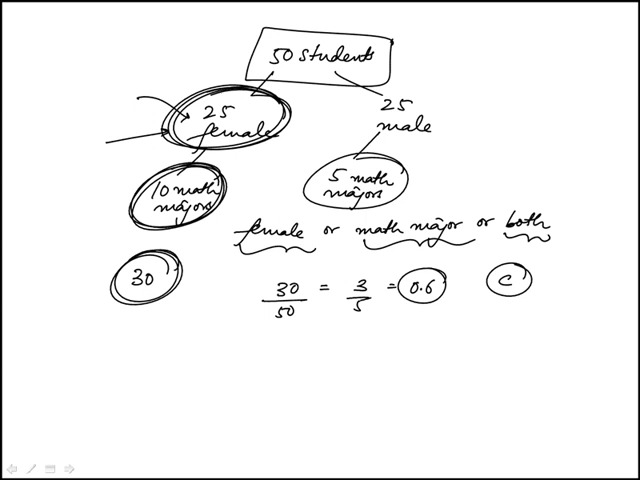 50 students
25
female
25
male
10 math
majors
5 math
majors
female or math major or both
30
30/50 = 3/5 = 0.6
C